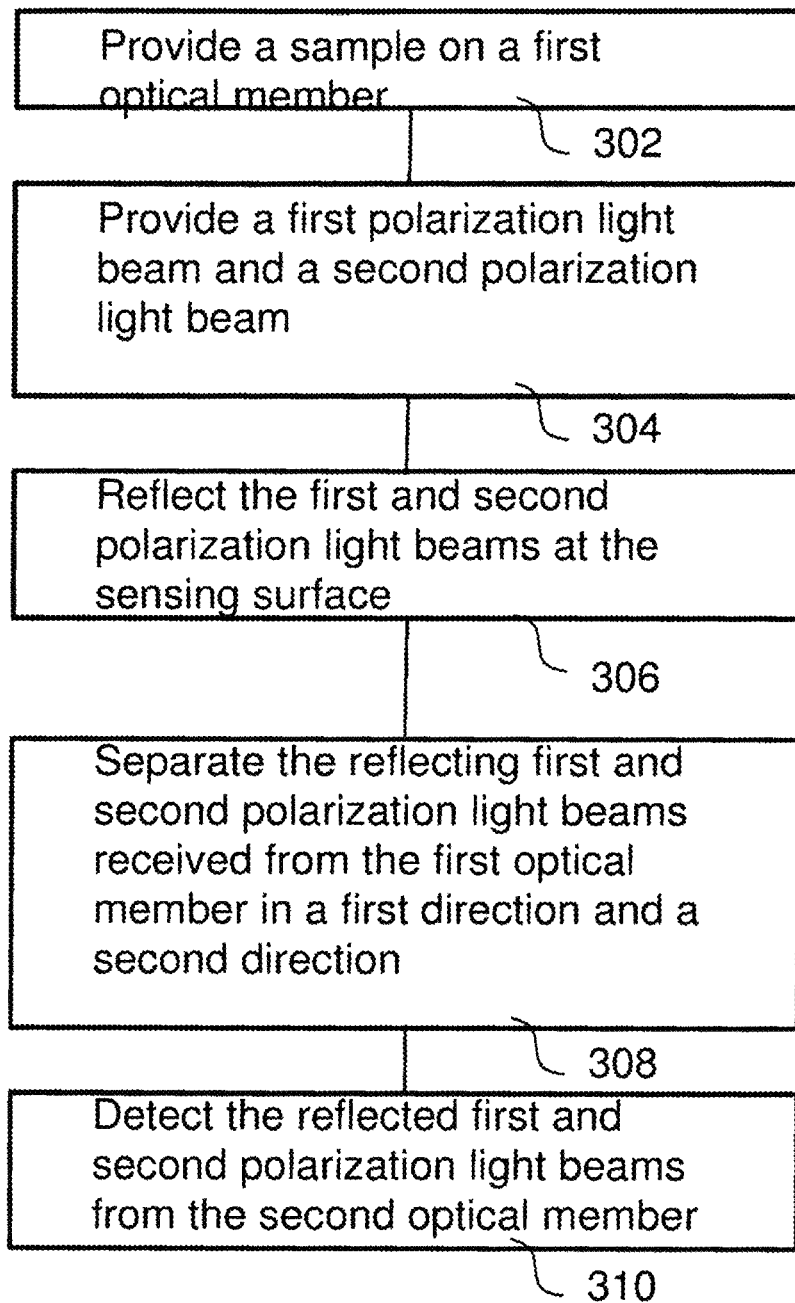 Provide a sample on a first
optical member
302
Provide a first polarization light
beam and a second polarization
light beam
304
Reflect the first and second
polarization light beams at the
sensing surface
306
Separate the reflecting first and
second polarization light beams
received from the first optical
member in a first direction and a
second direction
308
Detect the reflected first and
second polarization light beams
from the second optical member
310